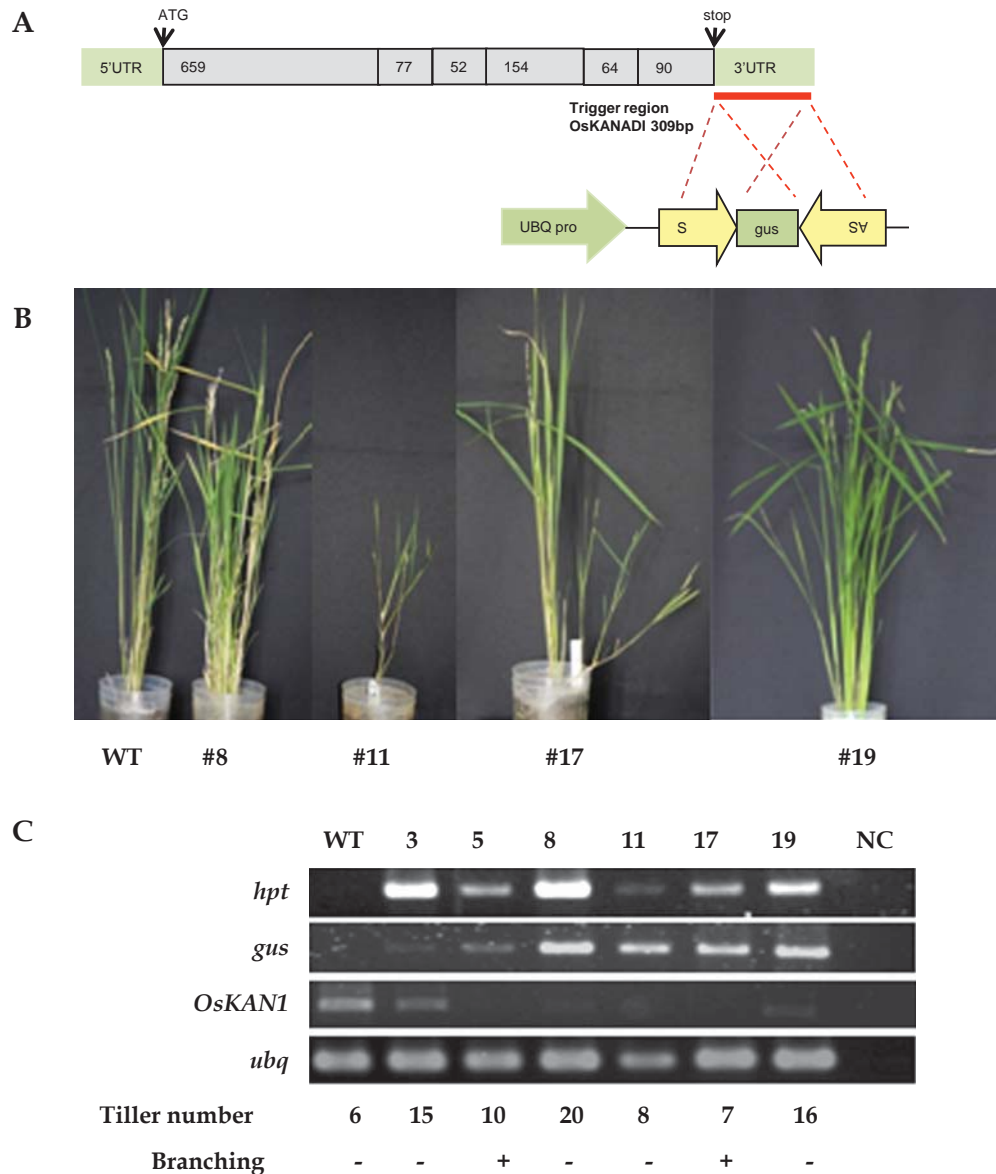 A
ATG
stop
5'UTR 659 77 52 154 64 90 3'UTR
Trigger region
OsKANADI 309bp
UBQ pro S gus AS
B
WT #8 #11 #17 #19
C
WT 3 5 8 11 17 19 NC
hpt
gus
OsKAN1
ubq
Tiller number 6 15 10 20 8 7 16
Branching - - + - - + -